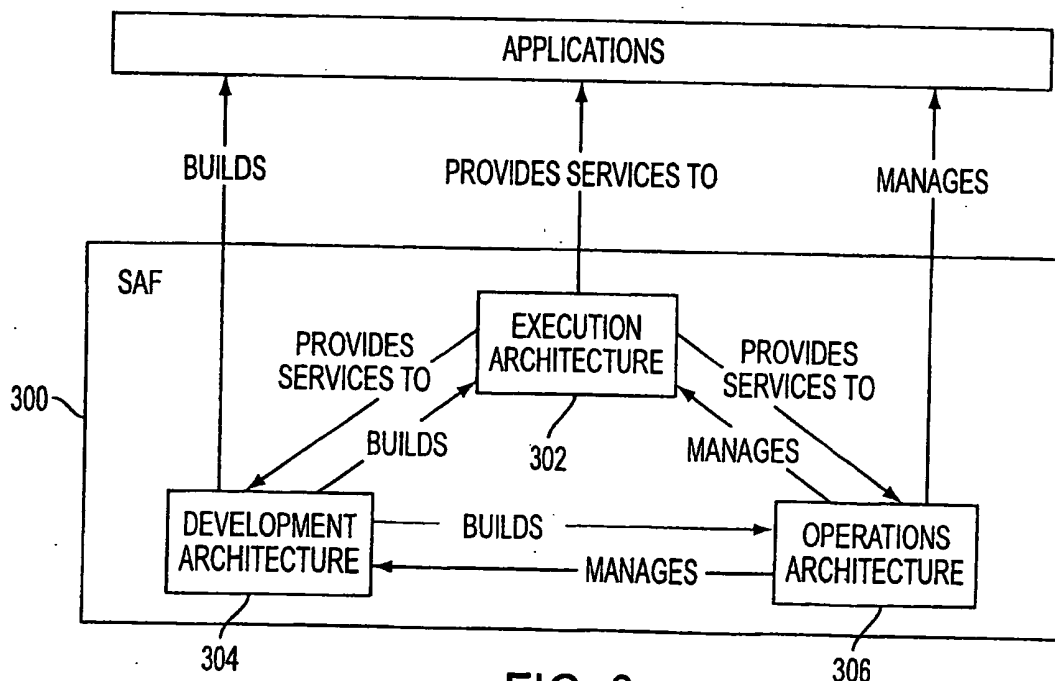 APPLICATIONS
BUILDS
PROVIDES SERVICES TO
MANAGES
SAF
EXECUTION
ARCHITECTURE
PROVIDES
SERVICES TO
PROVIDES
SERVICES TO
300
BUILDS
302
MANAGES
DEVELOPMENT
ARCHITECTURE
BUILDS
MANAGES
OPERATIONS
ARCHITECTURE
304
306
FIG.